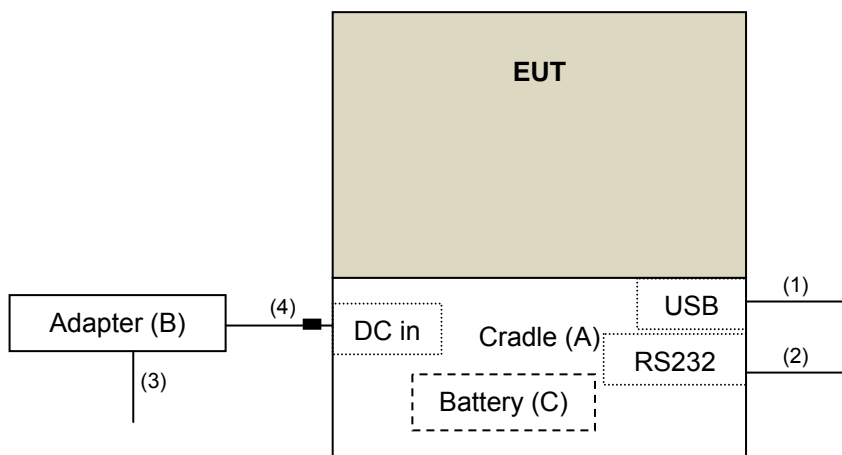 EUT
(1)
USB
(4)
Adapter (B)
DC in
Cradle (A)
(2)
RS232
(3)
Battery (C)